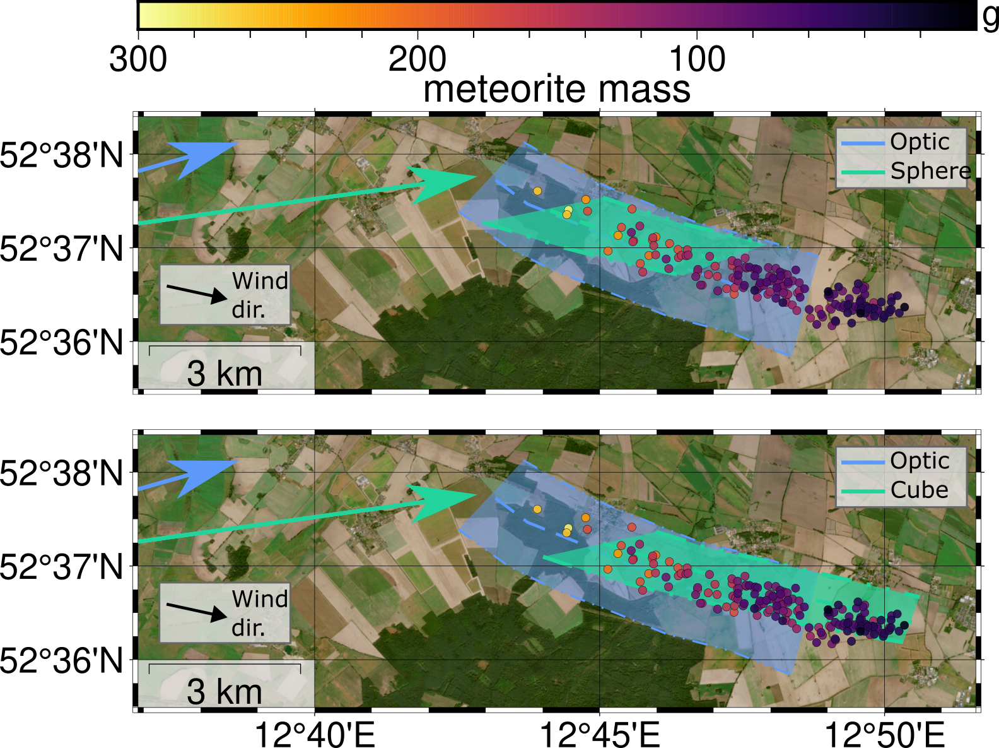 g
300 200 100
meteorite mass
52°38'N
Optic
Sphere
52°37'N
Wind
dir.
52°36'N
3 km
52°38'N
Optic
Cube
52°37'N
Wind
dir.
52°36'N
3 km
12°40'E 12°45'E 12°50'E